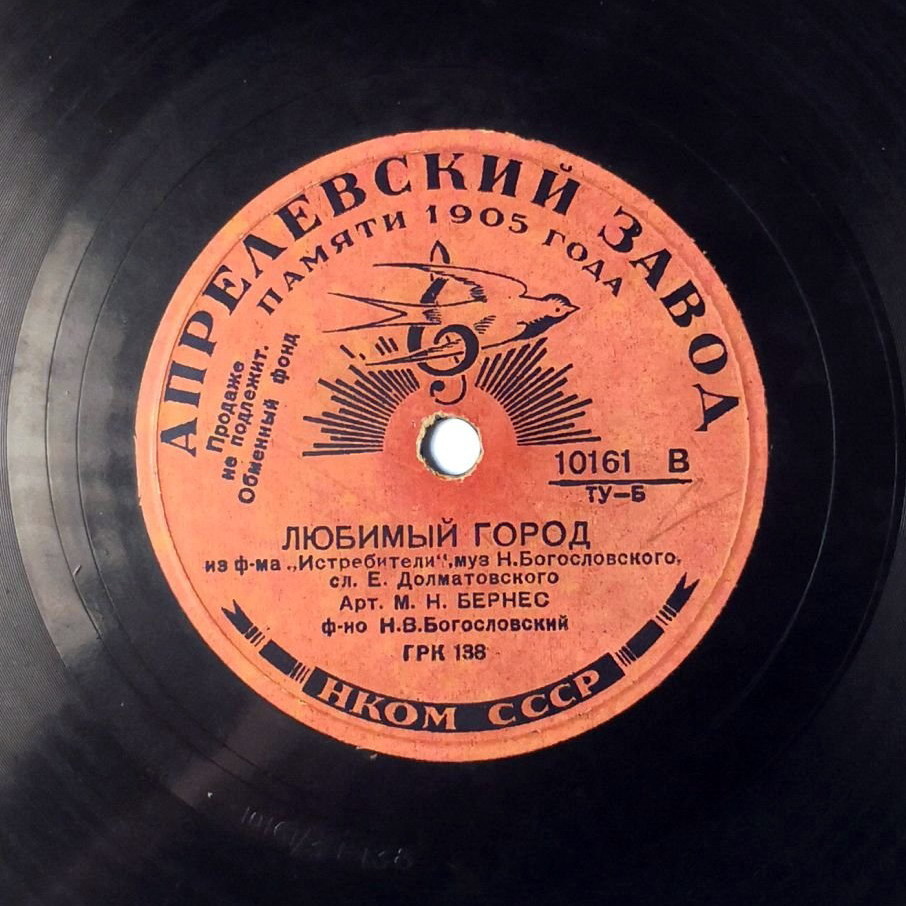 АПРЕЛЕВСКИЙ ЗАВОД
ПАМЯТИ 1905 ГОДА
Продаже
не подлежит.
Обменный фонд
10161 В
ТУ-Б
ЛЮБИМЫЙ ГОРОД
из ф-ма „Истребители“, муз Н.Богословского,
сл. Е. Долматовского
Арт. М. Н. БЕРНЕС
ф-но Н.В.Богословский
ГРК 138
НКОМ СССР